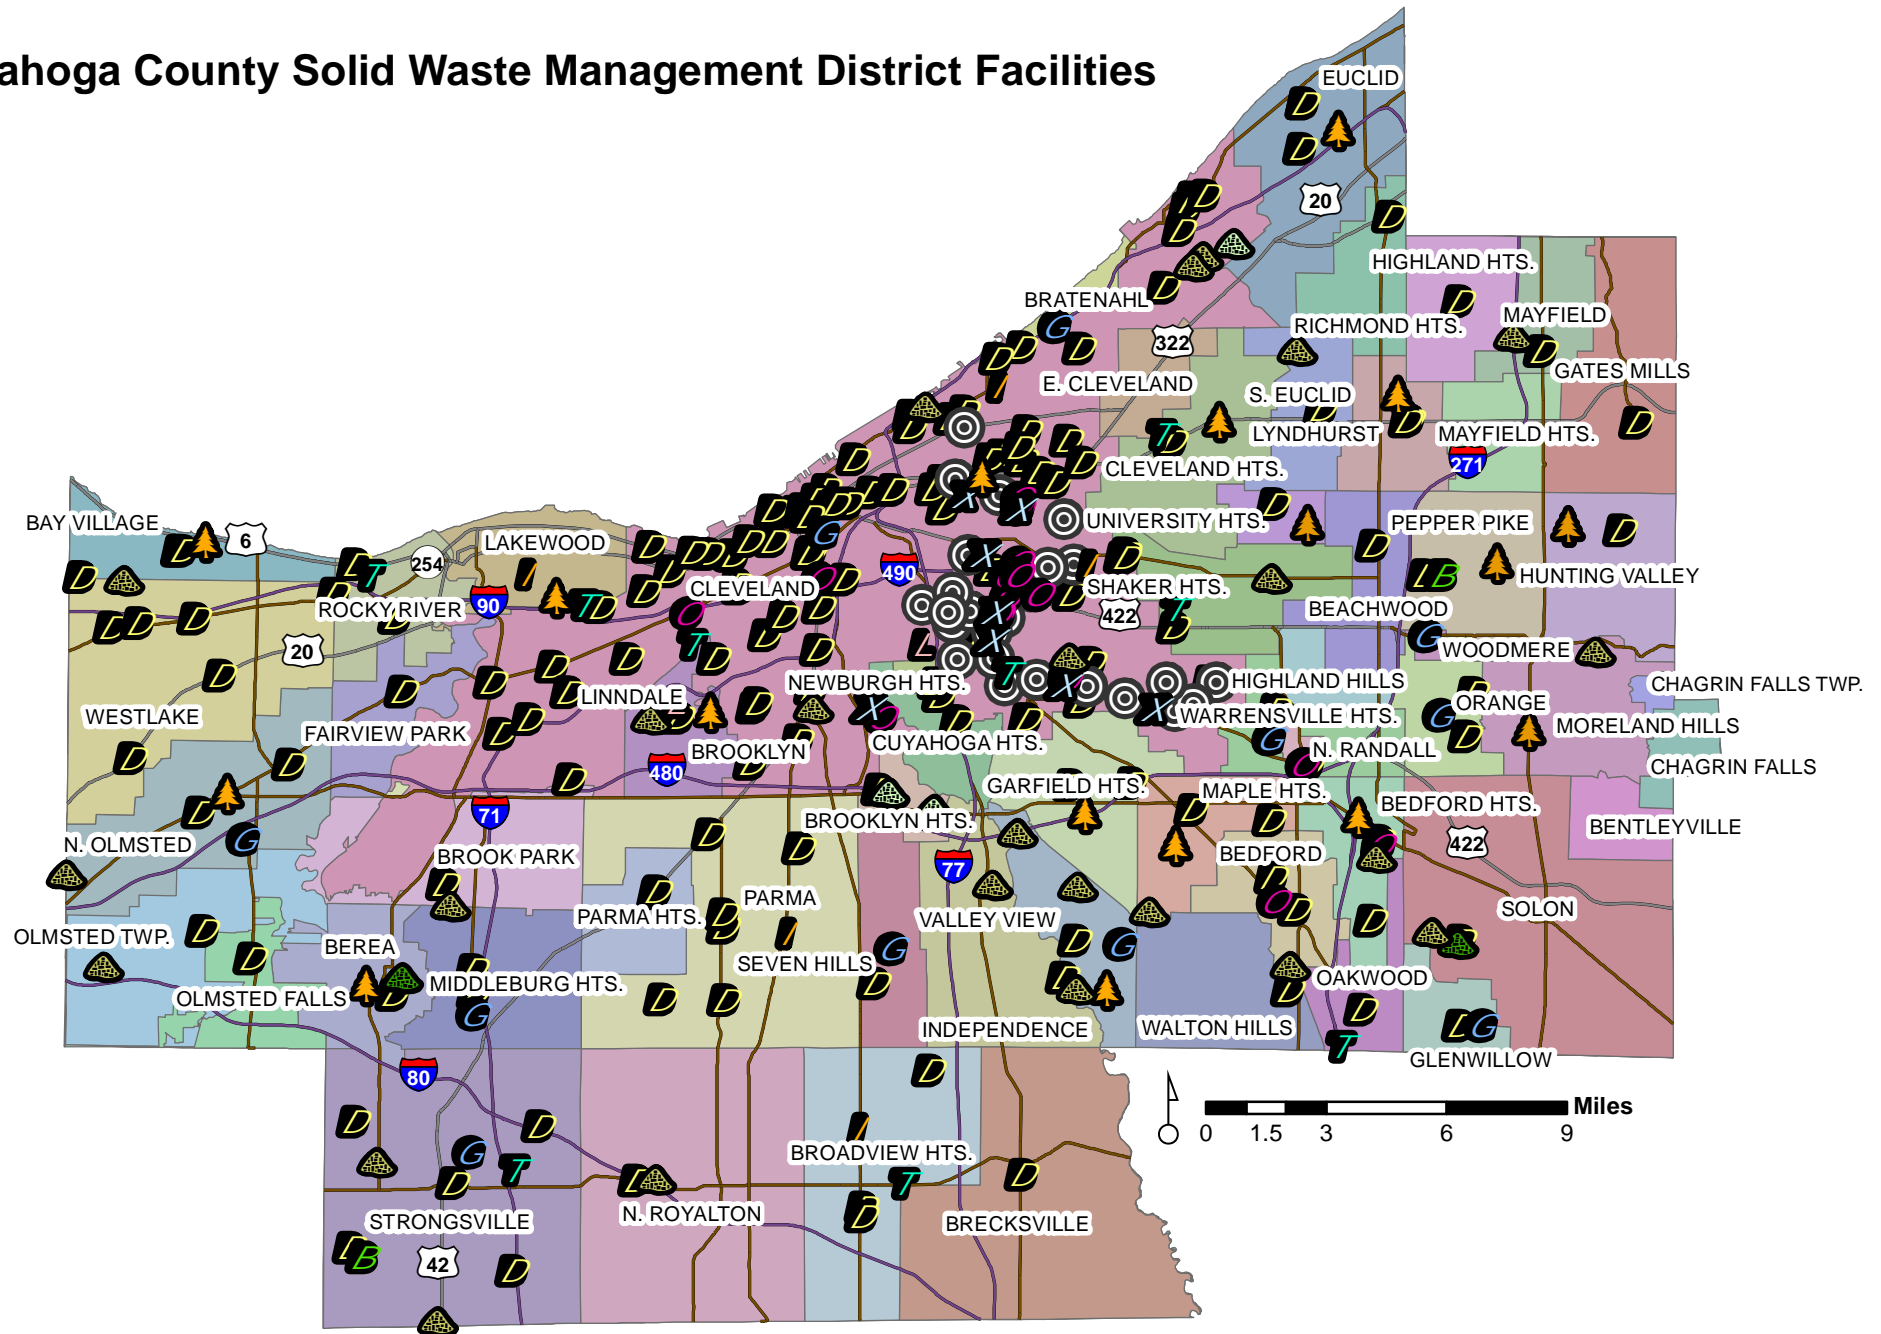 ahoga County Solid Waste Management District Facilities
EUCLID
20
HIGHLAND HTS.
BRATENAHL
RICHMOND HTS.
MAYFIELD
322
GATES MILLS
E. CLEVELAND
S. EUCLID
LYNDHURST
MAYFIELD HTS.
271
CLEVELAND HTS.
BAY VILLAGE
6
LAKEWOOD
UNIVERSITY HTS.
PEPPER PIKE
254
490
HUNTING VALLEY
CLEVELAND
SHAKER HTS.
ROCKY RIVER
90
422
BEACHWOOD
20
WOODMERE
NEWBURGH HTS.
HIGHLAND HILLS
CHAGRIN FALLS TWP.
LINNDALE
ORANGE
WESTLAKE
WARRENSVILLE HTS.
MORELAND HILLS
FAIRVIEW PARK
BROOKLYN
CUYAHOGA HTS.
N. RANDALL
480
CHAGRIN FALLS
GARFIELD HTS.
MAPLE HTS.
BEDFORD HTS.
71
BROOKLYN HTS.
BENTLEYVILLE
N. OLMSTED
422
BROOK PARK
BEDFORD
77
PARMA
SOLON
PARMA HTS.
VALLEY VIEW
OLMSTED TWP.
BEREA
SEVEN HILLS
OAKWOOD
MIDDLEBURG HTS.
OLMSTED FALLS
INDEPENDENCE
WALTON HILLS
GLENWILLOW
80
Miles
0 1.5 3 6 9
BROADVIEW HTS.
STRONGSVILLE
N. ROYALTON
BRECKSVILLE
42